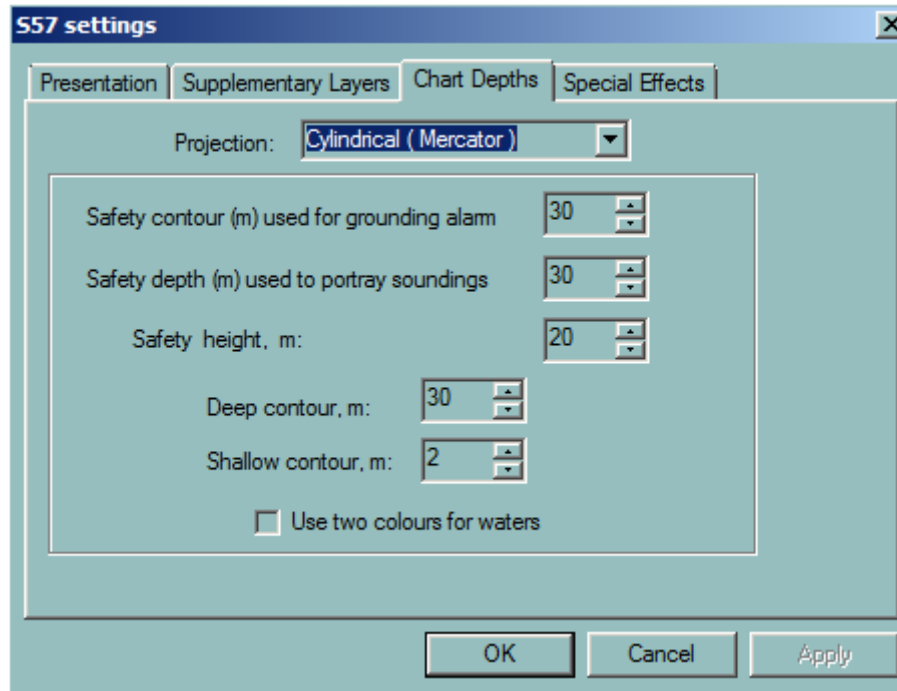 S57 settings
Presentation Supplementary Layers Chart Depths Special Effects
Projection: Cylindrical ( Mercator )
Safety contour (m) used for grounding alarm 30
Safety depth (m) used to portray soundings 30
Safety height, m: 20
Deep contour, m: 30
Shallow contour, m: 2
Use two colours for waters
OK Cancel Apply